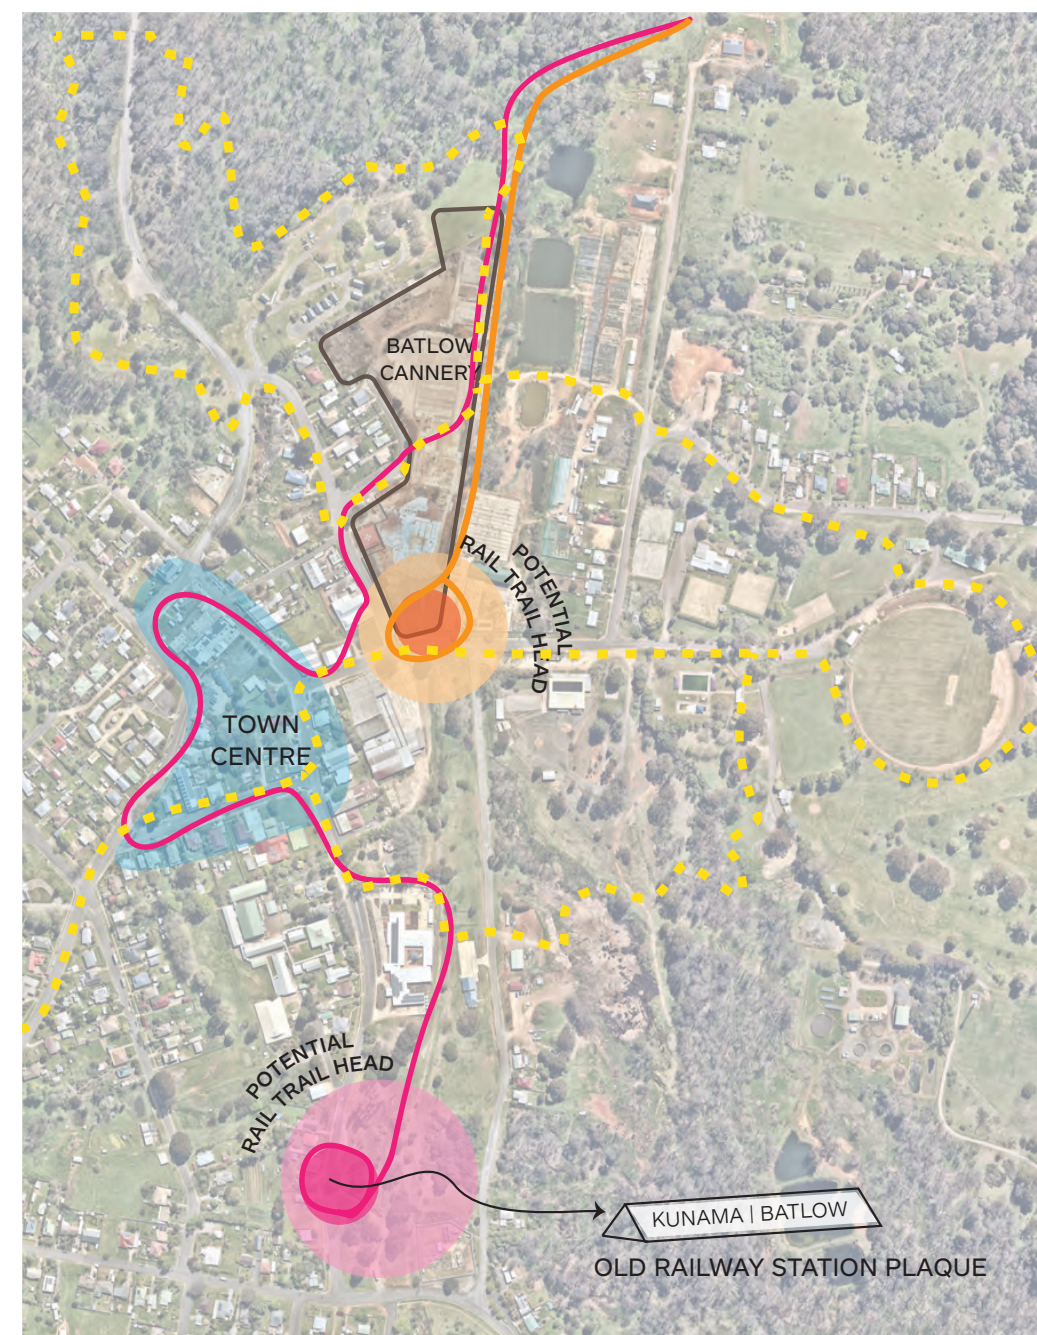 BATLOW
CANNERY
POTENTIAL
RAIL TRAIL HEAD
TOWN
CENTRE
POTENTIAL
RAIL TRAIL HEAD
KUNAMA | BATLOW
OLD RAILWAY STATION PLAQUE